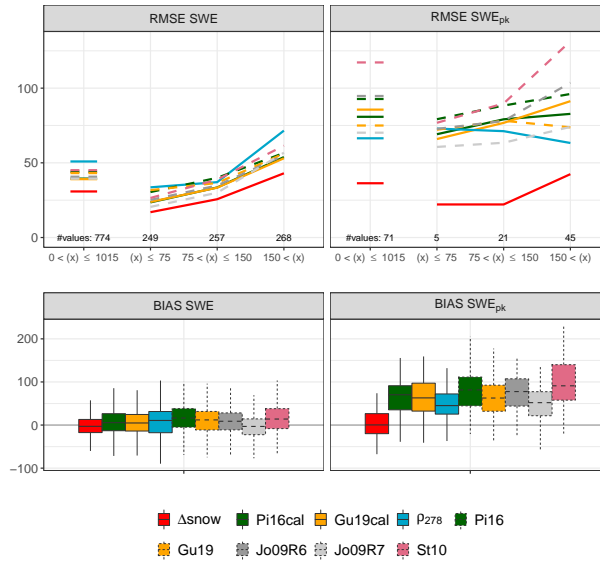 RMSE SWE
RMSE SWEpk
100
50
0
#values: 774 249 257 268
#values: 71 5 21 45
0 < (x) ≤ 1015 (x) ≤ 75 75 < (x) ≤ 150 150 < (x)
0 < (x) ≤ 1015 (x) ≤ 75 75 < (x) ≤ 150 150 < (x)
BIAS SWE
BIAS SWEpk
200
100
0
−100
Δsnow Pi16cal Gu19cal ρ278 Pi16
Gu19 Jo09R6 Jo09R7 St10